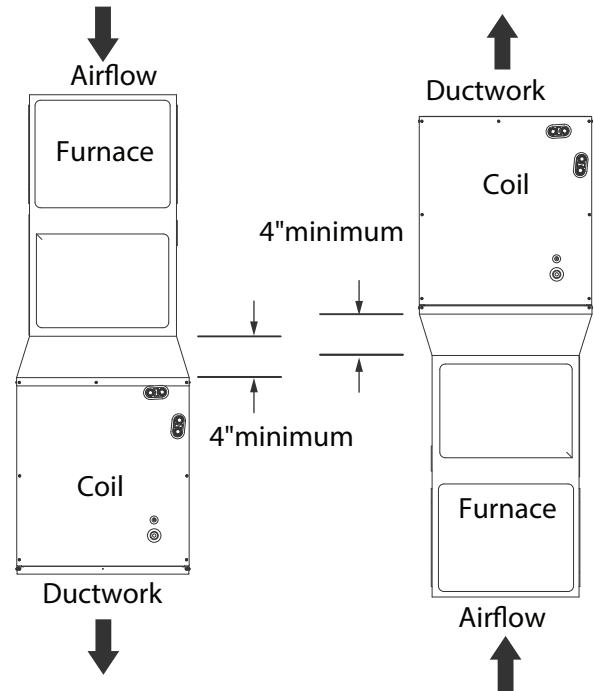 Airflow
Furnace
4"minimum
Coil
Ductwork
Ductwork
Coil
4"minimum
Furnace
Airflow